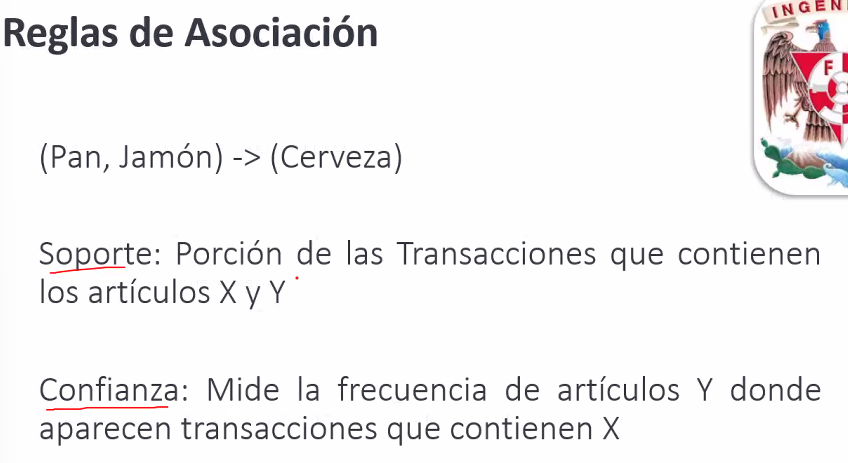 Reglas de Asociación
INGEN
F
(Pan, Jamón) -> (Cerveza)
Soporte: Porción de las Transacciones que contienen
los artículos X y Y
Confianza: Mide la frecuencia de artículos Y donde
aparecen transacciones que contienen X